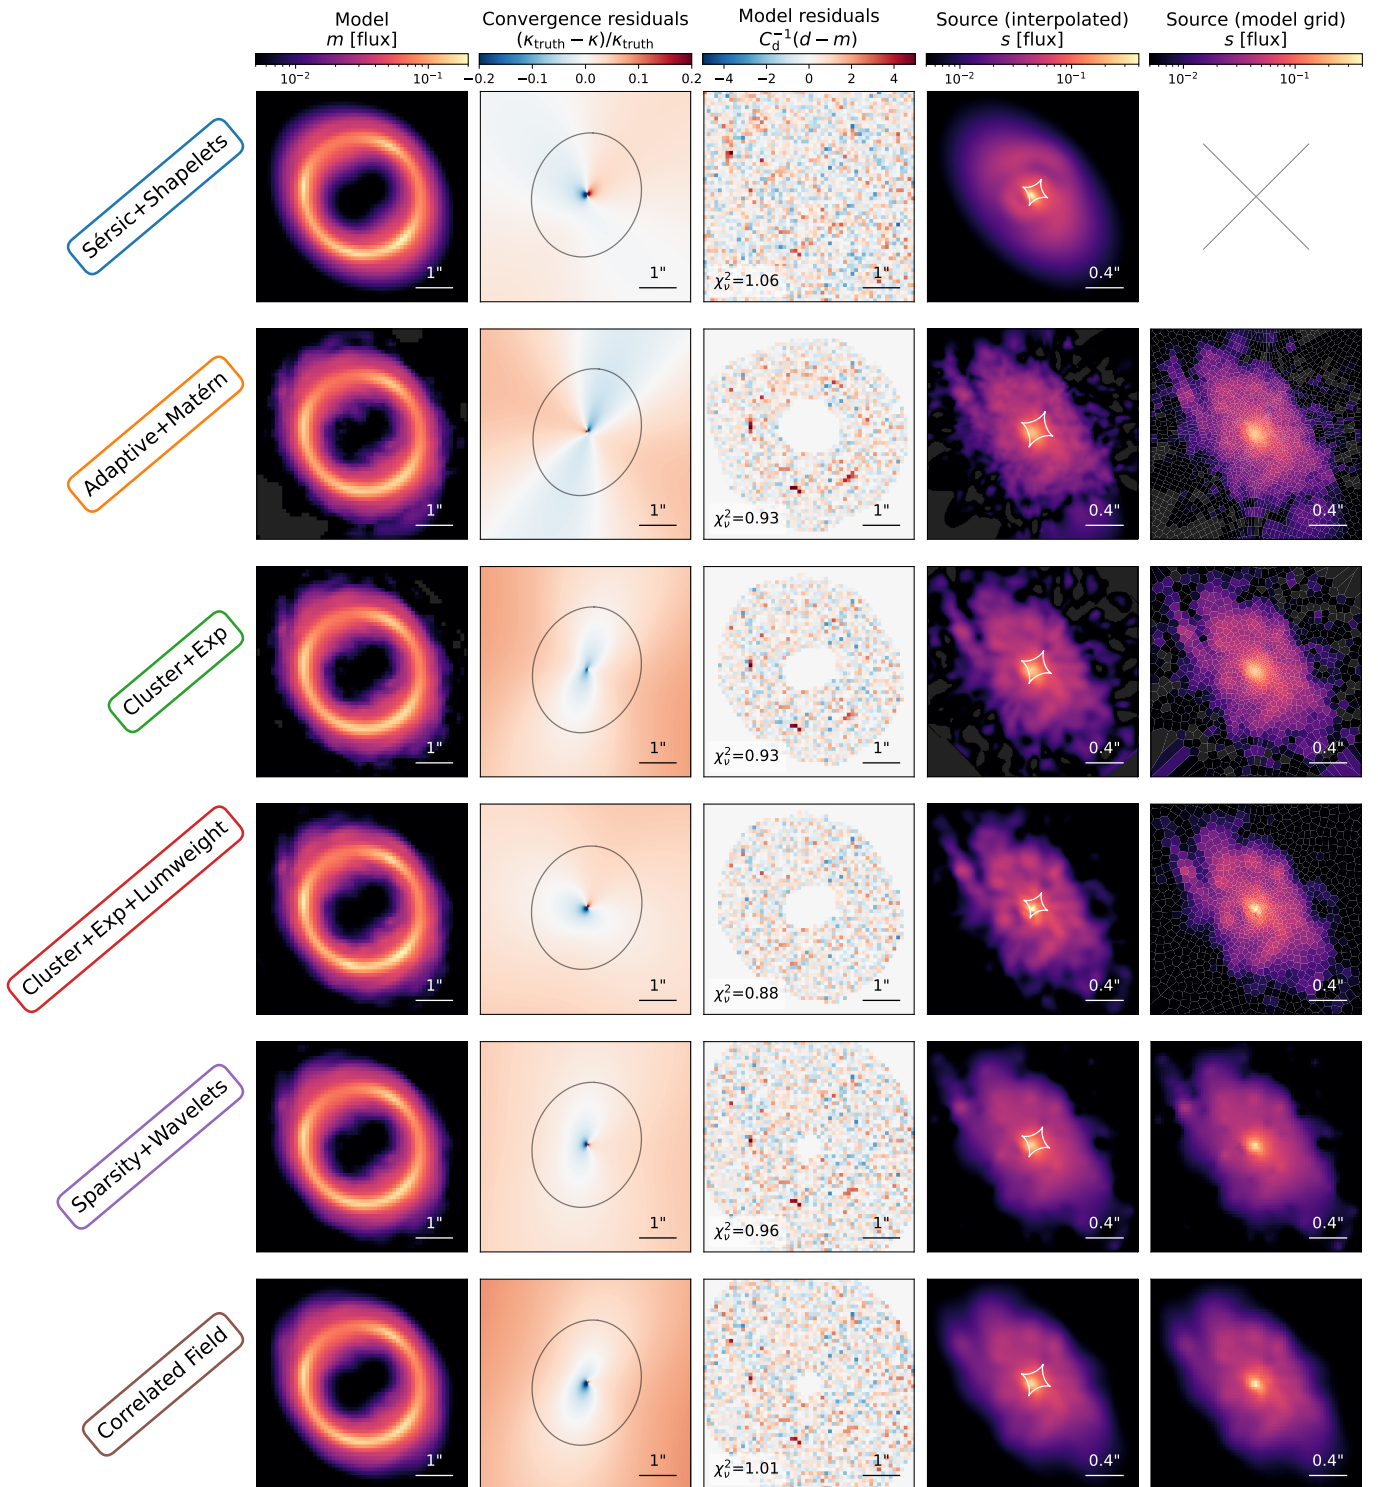 Model
m [flux]
Convergence residuals
(κtruth − κ)/κtruth
Model residuals
C_d^−1(d − m)
Source (interpolated)
s [flux]
Source (model grid)
s [flux]
10^−2 10^−1
−0.2 −0.1 0.0 0.1 0.2
−4 −2 0 2 4
10^−2 10^−1
10^−2 10^−1
Sérsic+Shapelets
1"
1"
χ²ν=1.06
1"
0.4"
Adaptive+Matérn
1"
1"
χ²ν=0.93
1"
0.4"
0.4"
Cluster+Exp
1"
1"
χ²ν=0.93
1"
0.4"
0.4"
Cluster+Exp+Lumweight
1"
1"
χ²ν=0.88
1"
0.4"
0.4"
Sparsity+Wavelets
1"
1"
χ²ν=0.96
1"
0.4"
0.4"
Correlated Field
1"
1"
χ²ν=1.01
1"
0.4"
0.4"